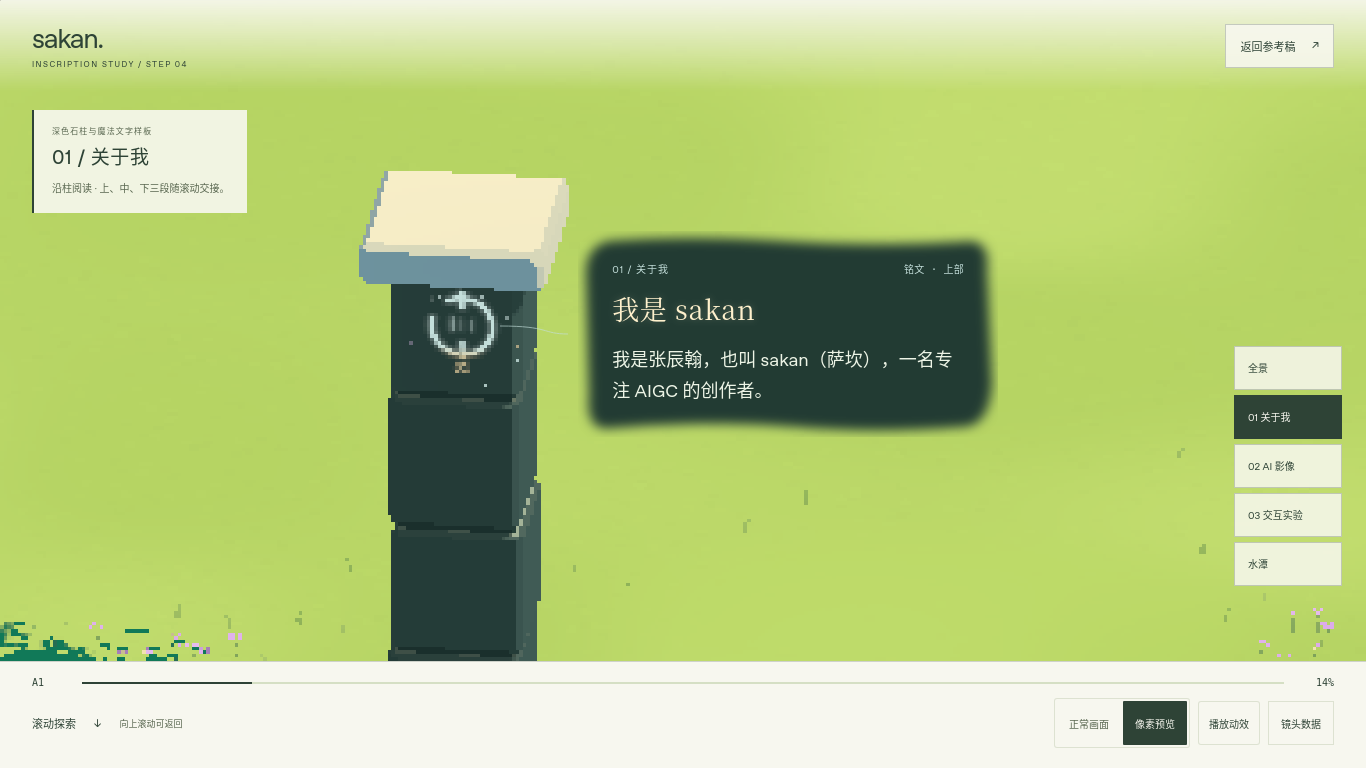 sakan.
INSCRIPTION STUDY / STEP 04
返回参考稿 ↗
深色石柱与魔法文字样板
01 / 关于我
沿柱阅读 · 上、中、下三段随滚动交接。
01 / 关于我
铭文 · 上部
我是 sakan
我是张辰翰，也叫 sakan（萨坎），一名专
注 AIGC 的创作者。
全景
01 关于我
02 AI 影像
03 交互实验
水潭
A1
14%
滚动探索 ↓ 向上滚动可返回
正常画面
像素预览
播放动效
镜头数据